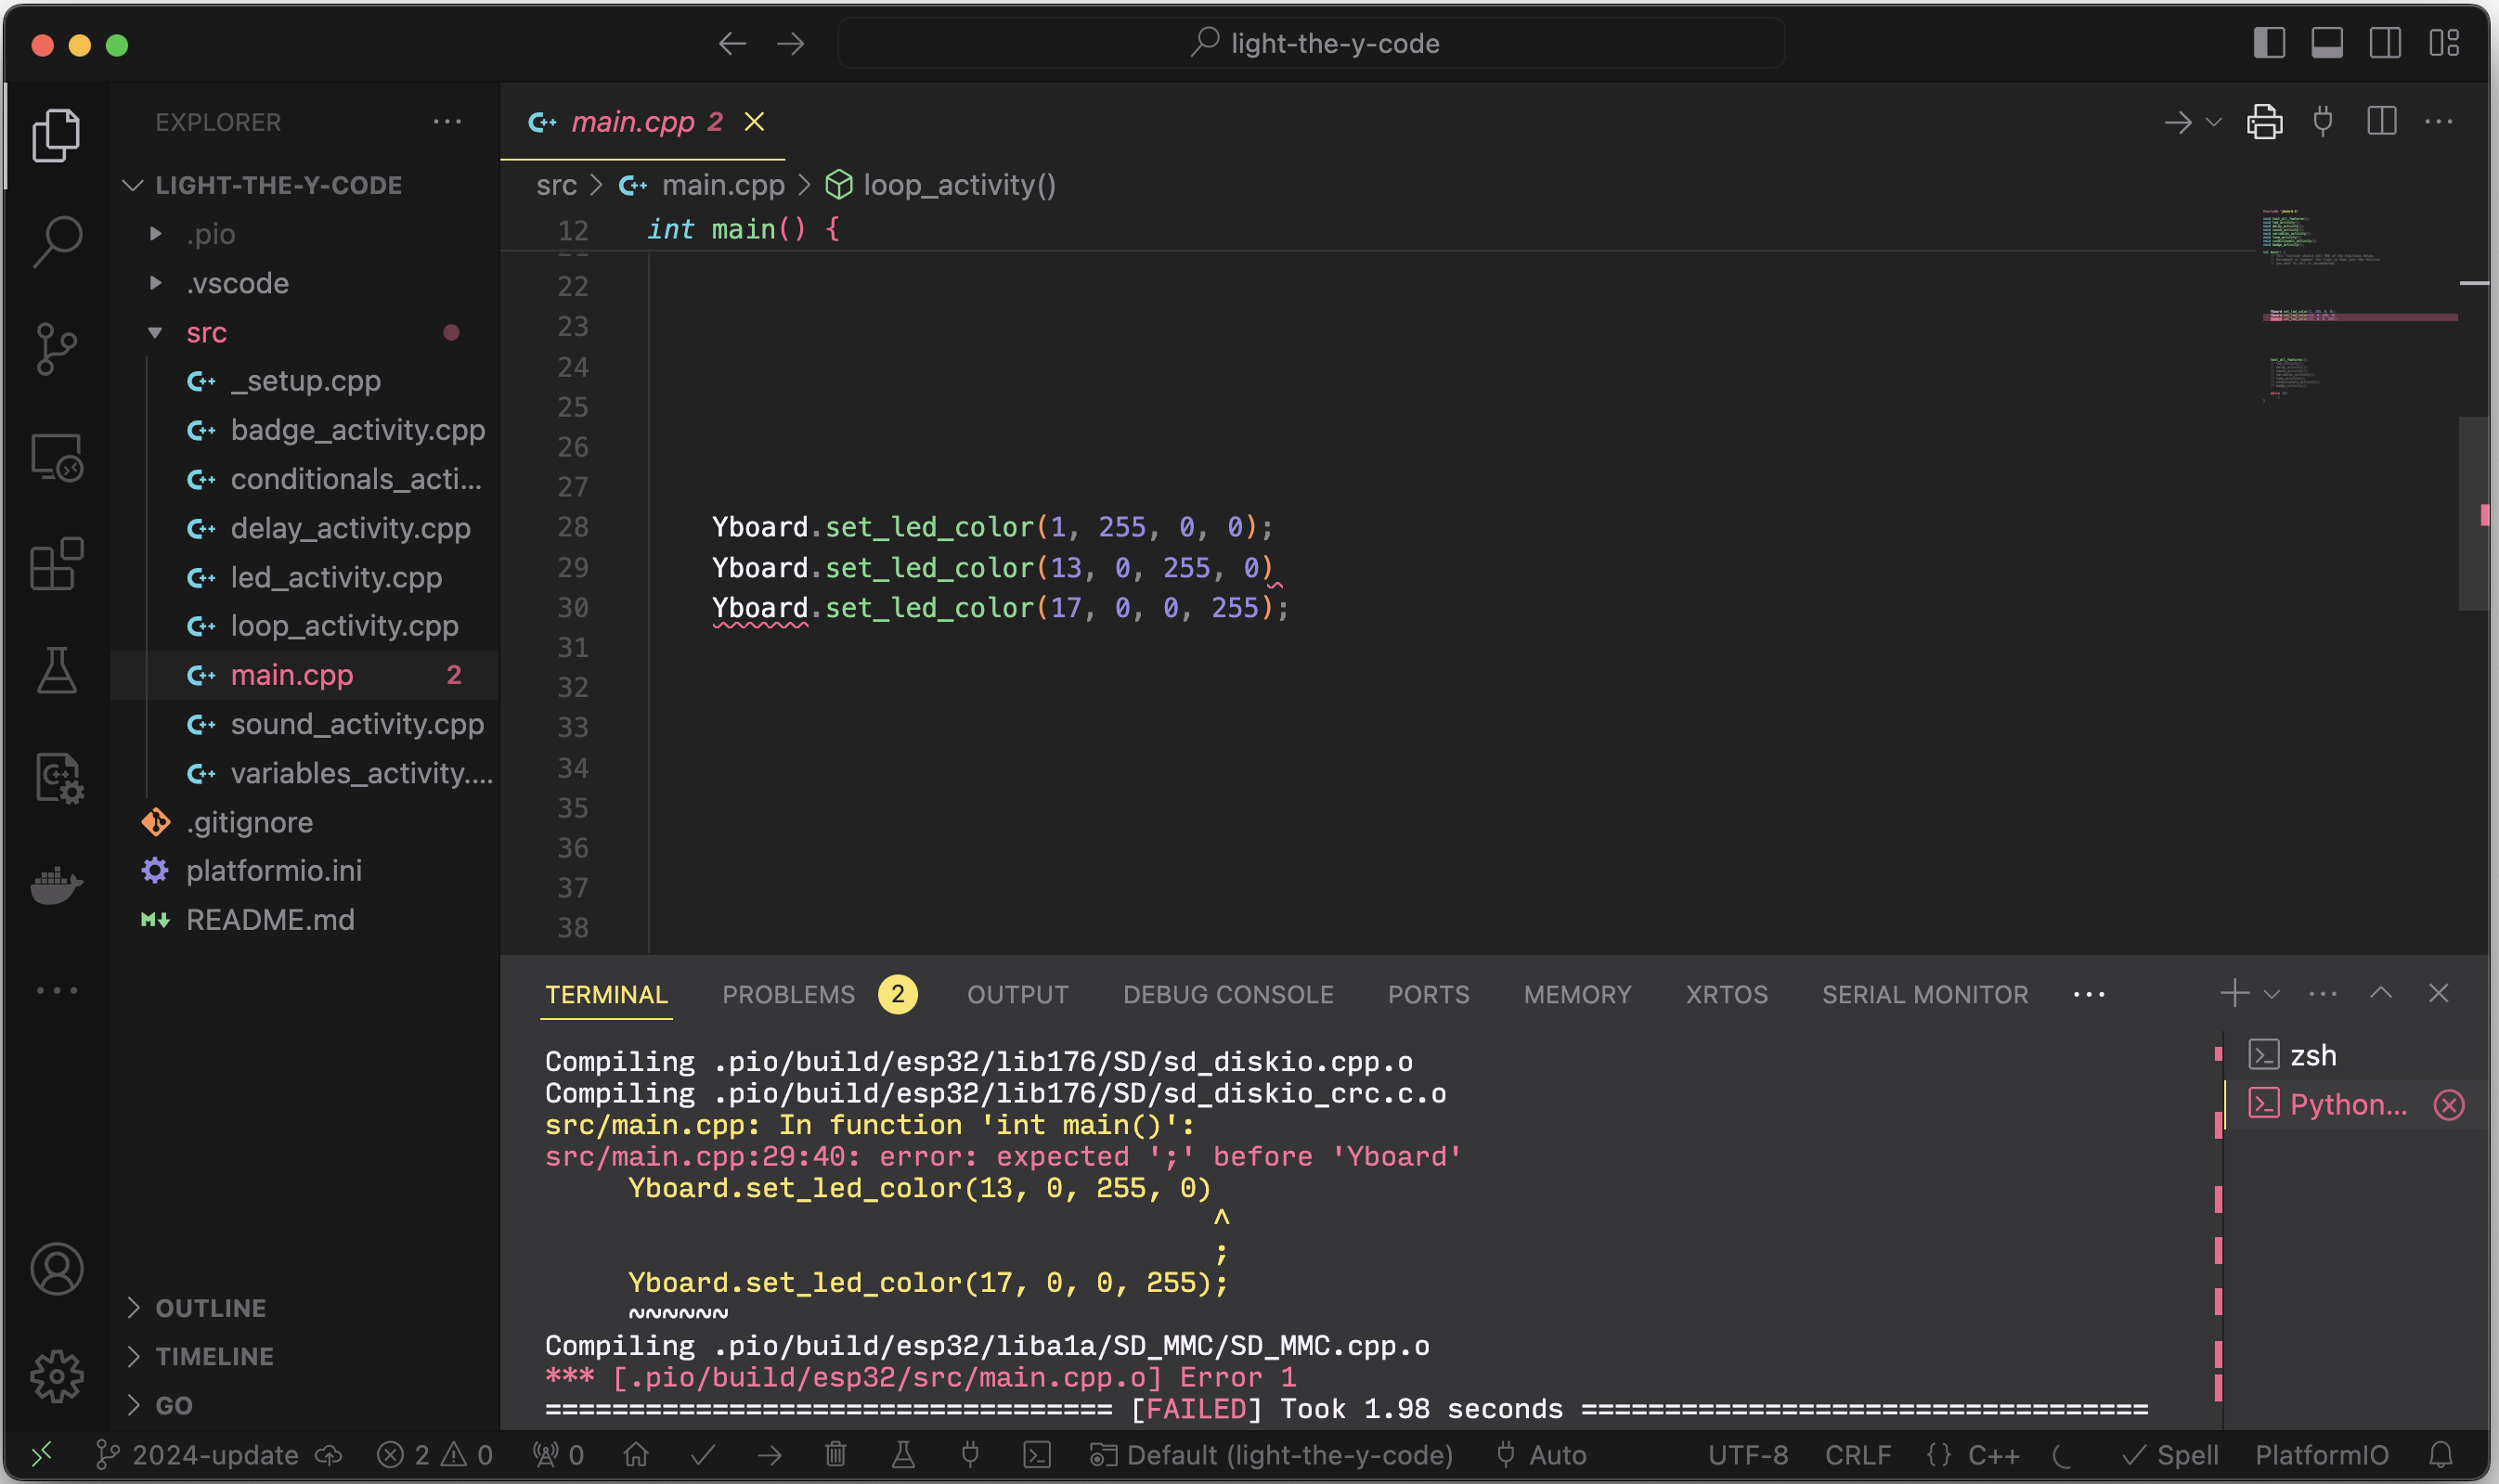 light-the-y-code
EXPLORER
LIGHT-THE-Y-CODE
.pio
.vscode
src
_setup.cpp
badge_activity.cpp
conditionals_acti...
delay_activity.cpp
led_activity.cpp
loop_activity.cpp
main.cpp 2
sound_activity.cpp
variables_activity....
.gitignore
platformio.ini
README.md
OUTLINE
TIMELINE
GO
main.cpp 2
src > main.cpp > loop_activity()
12 int main() {
22
23
24
25
26
27
28 Yboard.set_led_color(1, 255, 0, 0);
29 Yboard.set_led_color(13, 0, 255, 0)
30 Yboard.set_led_color(17, 0, 0, 255);
31
32
33
34
35
36
37
38
TERMINAL PROBLEMS 2 OUTPUT DEBUG CONSOLE PORTS MEMORY XRTOS SERIAL MONITOR
Compiling .pio/build/esp32/lib176/SD/sd_diskio.cpp.o
Compiling .pio/build/esp32/lib176/SD/sd_diskio_crc.c.o
src/main.cpp: In function 'int main()':
src/main.cpp:29:40: error: expected ';' before 'Yboard'
Yboard.set_led_color(13, 0, 255, 0)
^
;
Yboard.set_led_color(17, 0, 0, 255);
~~~~~~
Compiling .pio/build/esp32/liba1a/SD_MMC/SD_MMC.cpp.o
*** [.pio/build/esp32/src/main.cpp.o] Error 1
================================== [FAILED] Took 1.98 seconds ==================================
zsh
Python...
2024-update 2 0 0 Default (light-the-y-code) Auto UTF-8 CRLF {} C++ Spell PlatformIO